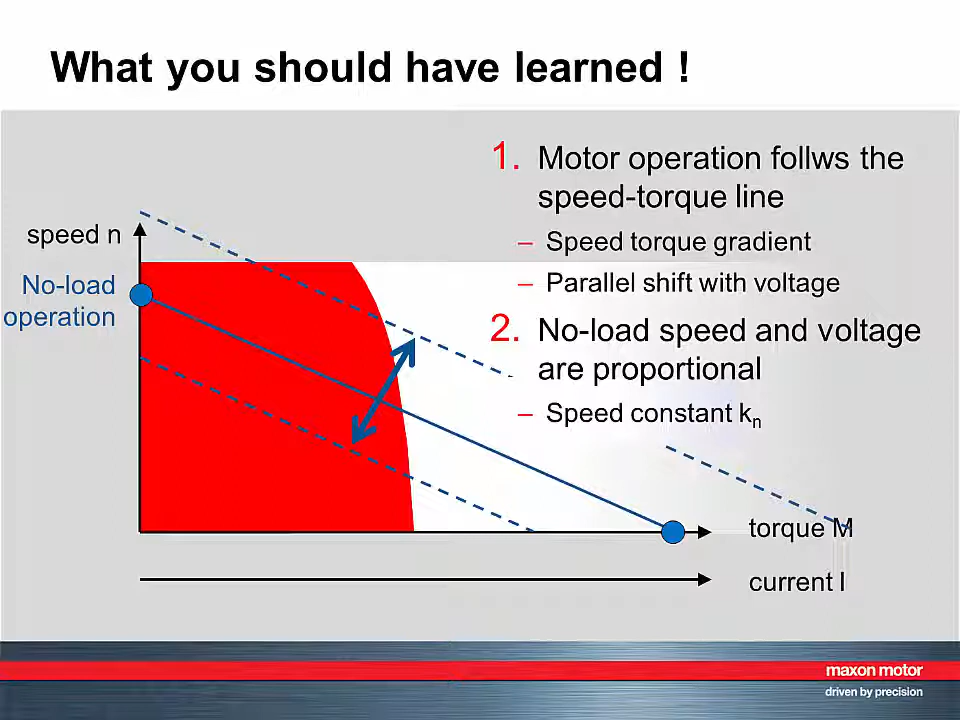 What you should have learned !
1. Motor operation follws the
speed-torque line
– Speed torque gradient
– Parallel shift with voltage
2. No-load speed and voltage
are proportional
– Speed constant kn
speed n
No-load
operation
torque M
current I
maxon motor
driven by precision